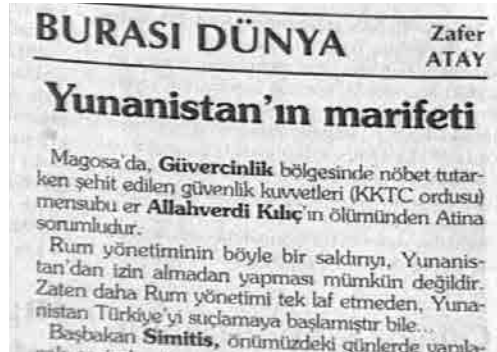 BURASI DÜNYA
Zafer
ATAY
Yunanistan'ın marifeti
Magosa'da, Güvercinlik bölgesinde nöbet tutar-
ken şehit edilen güvenlik kuvvetleri (KKTC ordusu)
mensubu er Allahverdi Kılıç'ın ölümünden Atina
sorumludur.
Rum yönetiminin böyle bir saldırıyı, Yunanis-
tan'dan izin almadan yapması mümkün değildir.
Zaten daha Rum yönetimi tek laf etmeden, Yuna-
nistan Türkiye'yi suçlamaya başlamıştır bile...
Başbakan Simitis, önümüzdeki günlerde yapıla-